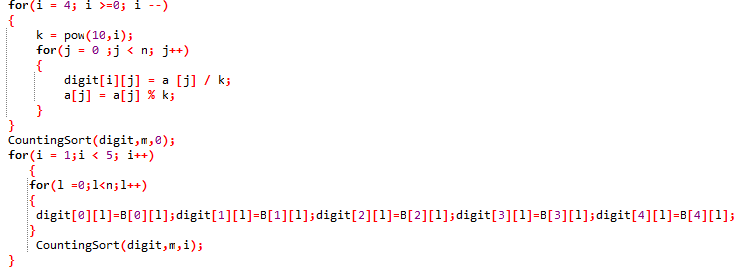 for(i = 4; i >=0; i --)
{
k = pow(10,i);
for(j = 0 ;j < n; j++)
{
digit[i][j] = a [j] / k;
a[j] = a[j] % k;
}
}
CountingSort(digit,m,0);
for(i = 1;i < 5; i++)
{
for(l =0;l<n;l++)
{
digit[0][l]=B[0][l];digit[1][l]=B[1][l];digit[2][l]=B[2][l];digit[3][l]=B[3][l];digit[4][l]=B[4][l];
}
CountingSort(digit,m,i);
}